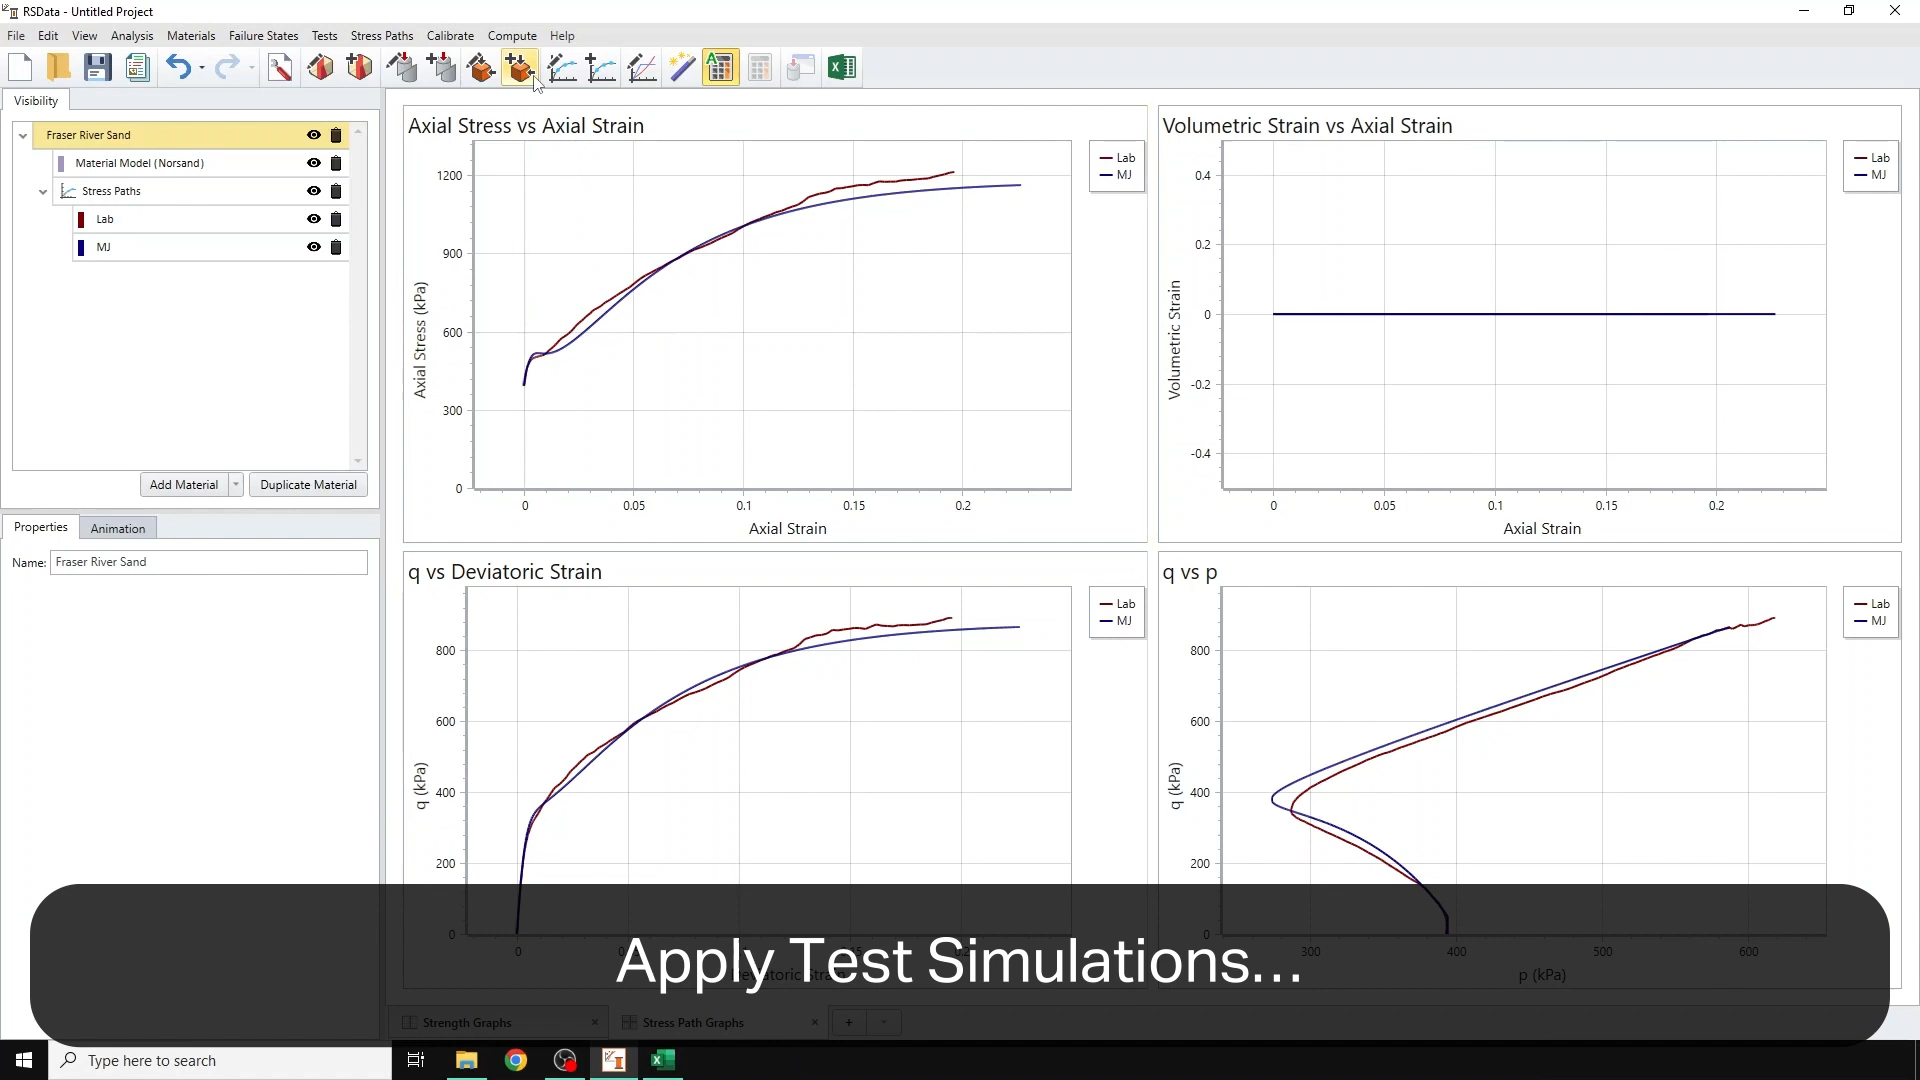 RSData - Untitled Project
File Edit View Analysis Materials Failure States Tests Stress Paths Calibrate Compute Help
Visibility
Fraser River Sand
Material Model (Norsand)
Stress Paths
Lab
MJ
Add Material
Duplicate Material
Properties
Animation
Name: Fraser River Sand
Axial Stress vs Axial Strain
Lab
MJ
1200
900
600
300
0
Axial Stress (kPa)
0 0.05 0.1 0.15 0.2
Axial Strain
Volumetric Strain vs Axial Strain
Lab
MJ
0.4
0.2
0
-0.2
-0.4
Volumetric Strain
0 0.05 0.1 0.15 0.2
Axial Strain
q vs Deviatoric Strain
Lab
MJ
800
600
400
200
0
q (kPa)
0
q vs p
Lab
MJ
800
600
400
200
0
q (kPa)
300 400 500 600
p (kPa)
Apply Test Simulations...
Strength Graphs ×
Stress Path Graphs ×
+
Type here to search